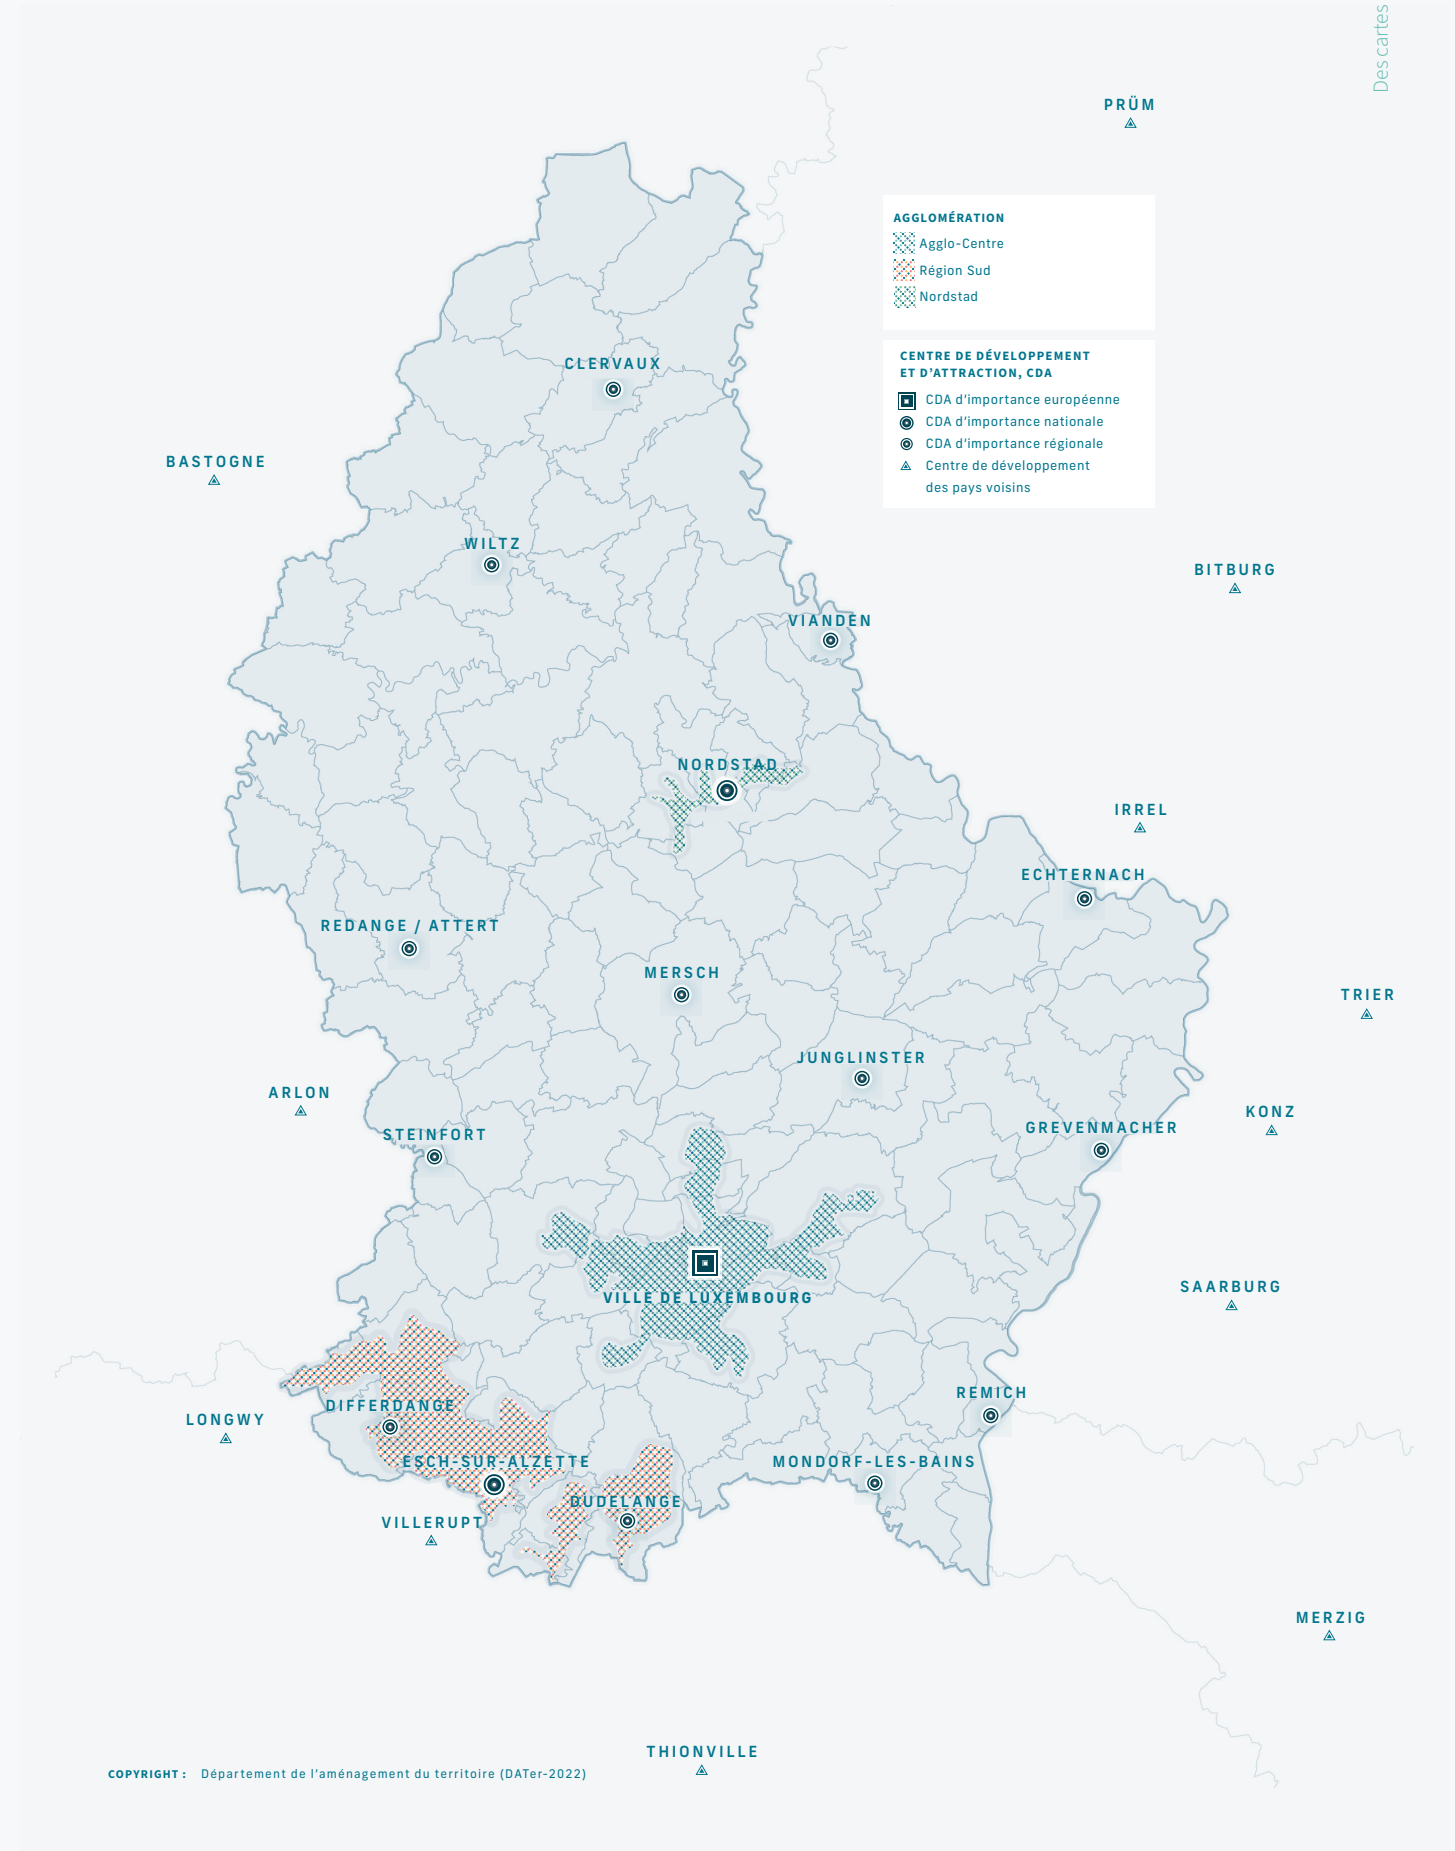 Des cartes
PRÜM
AGGLOMÉRATION
Agglo-Centre
Région Sud
Nordstad
CENTRE DE DÉVELOPPEMENT
ET D'ATTRACTION, CDA
CDA d'importance européenne
CDA d'importance nationale
CDA d'importance régionale
Centre de développement
des pays voisins
CLERVAUX
BASTOGNE
WILTZ
BITBURG
VIANDEN
NORDSTAD
IRREL
ECHTERNACH
REDANGE / ATTERT
MERSCH
TRIER
JUNGLINSTER
ARLON
KONZ
STEINFORT
GREVENMACHER
SAARBURG
VILLE DE LUXEMBOURG
REMICH
DIFFERDANGE
LONGWY
ESCH-SUR-ALZETTE
MONDORF-LES-BAINS
DUDELANGE
VILLERUPT
MERZIG
THIONVILLE
COPYRIGHT : Département de l'aménagement du territoire (DATer-2022)